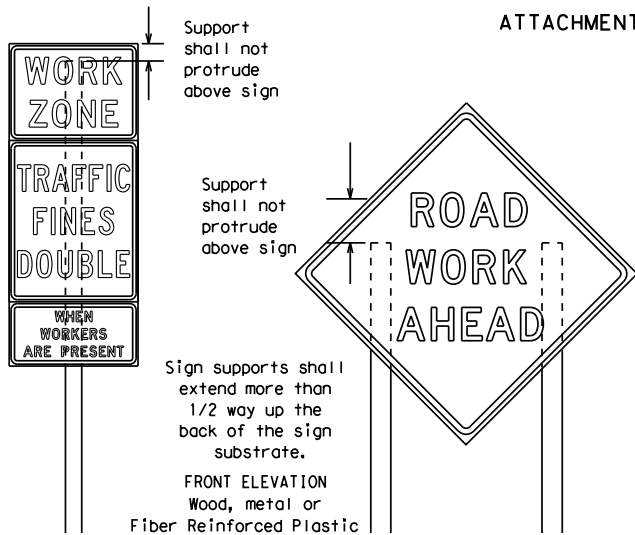 ATTACHMENT
Support
shall not
protrude
above sign
WORK
ZONE
TRAFFIC
FINES
DOUBLE
WHEN
WORKERS
ARE PRESENT
Support
shall not
protrude
above sign
ROAD
WORK
AHEAD
Sign supports shall
extend more than
1/2 way up the
back of the sign
substrate.
FRONT ELEVATION
Wood, metal or
Fiber Reinforced Plastic